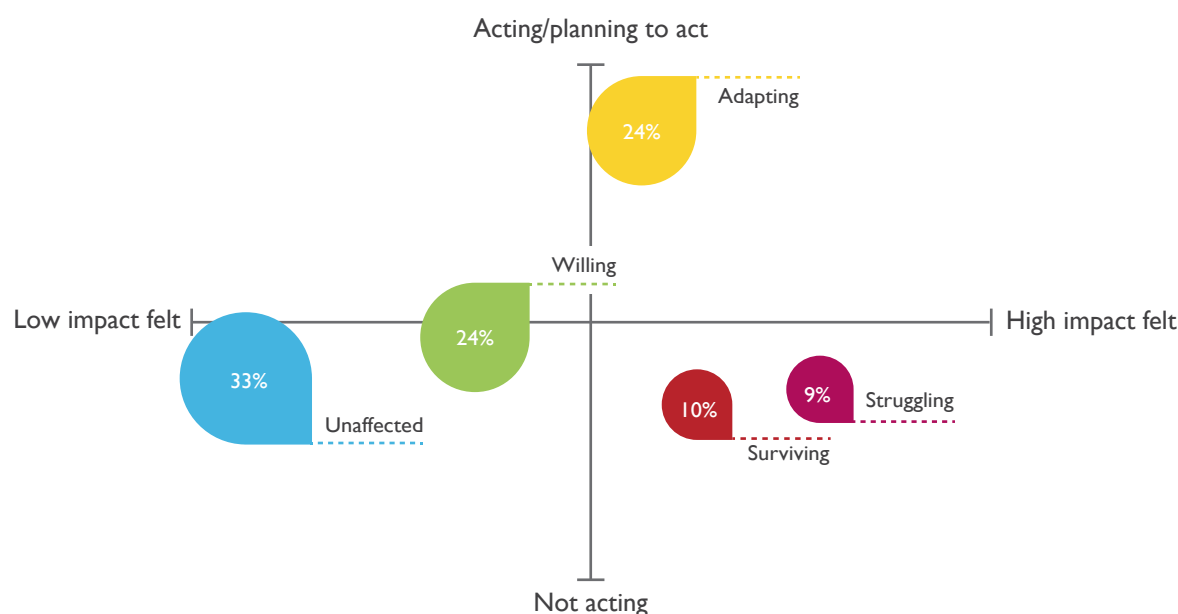 Acting/planning to act
Adapting
24%
Willing
Low impact felt
High impact felt
24%
33%
Unaffected
10%
Surviving
9%
Struggling
Not acting